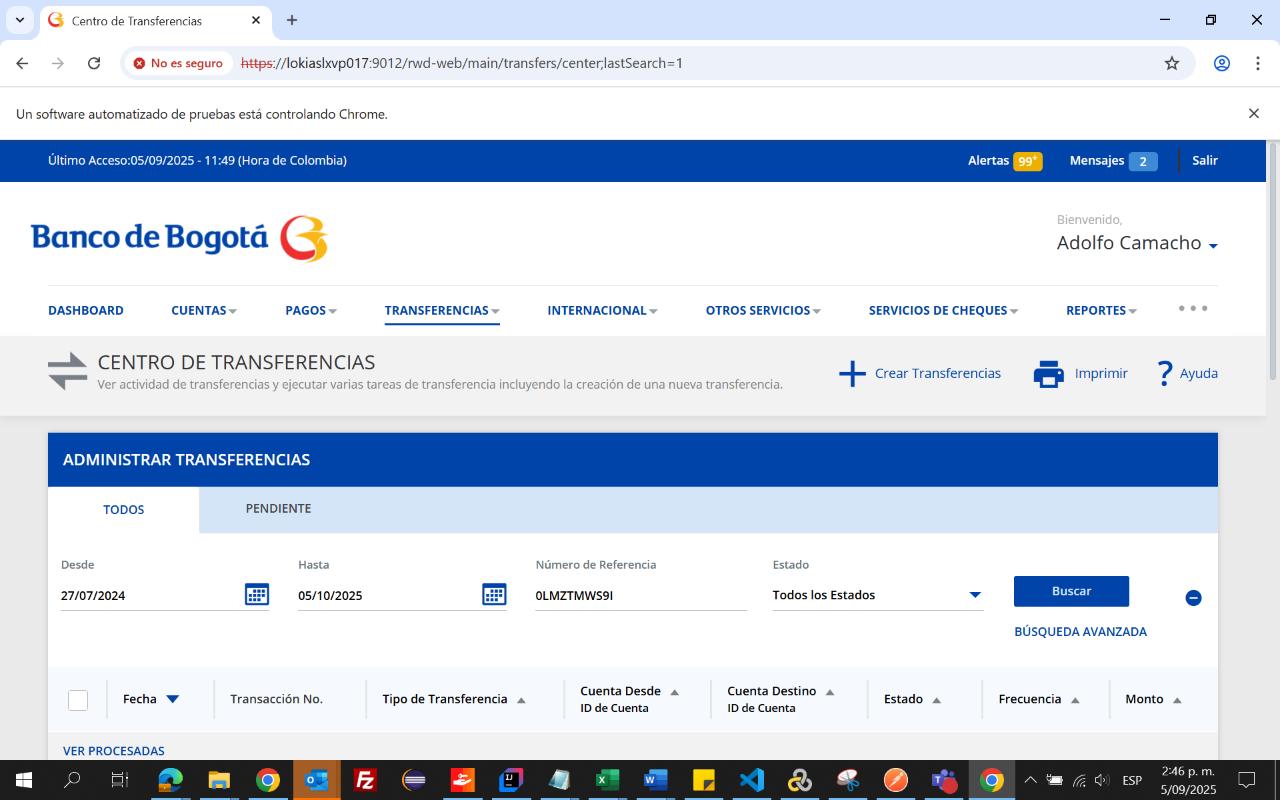 Centro de Transferencias
No es seguro
https://lokiaslxvp017:9012/rwd-web/main/transfers/center;lastSearch=1
Un software automatizado de pruebas está controlando Chrome.
Último Acceso:05/09/2025 - 11:49 (Hora de Colombia)
Alertas 99+
Mensajes 2
Salir
Banco de Bogotá
Bienvenido,
Adolfo Camacho
DASHBOARD
CUENTAS
PAGOS
TRANSFERENCIAS
INTERNACIONAL
OTROS SERVICIOS
SERVICIOS DE CHEQUES
REPORTES
CENTRO DE TRANSFERENCIAS
Ver actividad de transferencias y ejecutar varias tareas de transferencia incluyendo la creación de una nueva transferencia.
Crear Transferencias
Imprimir
? Ayuda
ADMINISTRAR TRANSFERENCIAS
TODOS
PENDIENTE
Desde
27/07/2024
Hasta
05/10/2025
Número de Referencia
0LMZTMWS9I
Estado
Todos los Estados
Buscar
BÚSQUEDA AVANZADA
Fecha
Transacción No.
Tipo de Transferencia
Cuenta Desde
ID de Cuenta
Cuenta Destino
ID de Cuenta
Estado
Frecuencia
Monto
VER PROCESADAS
ESP
2:46 p. m.
5/09/2025